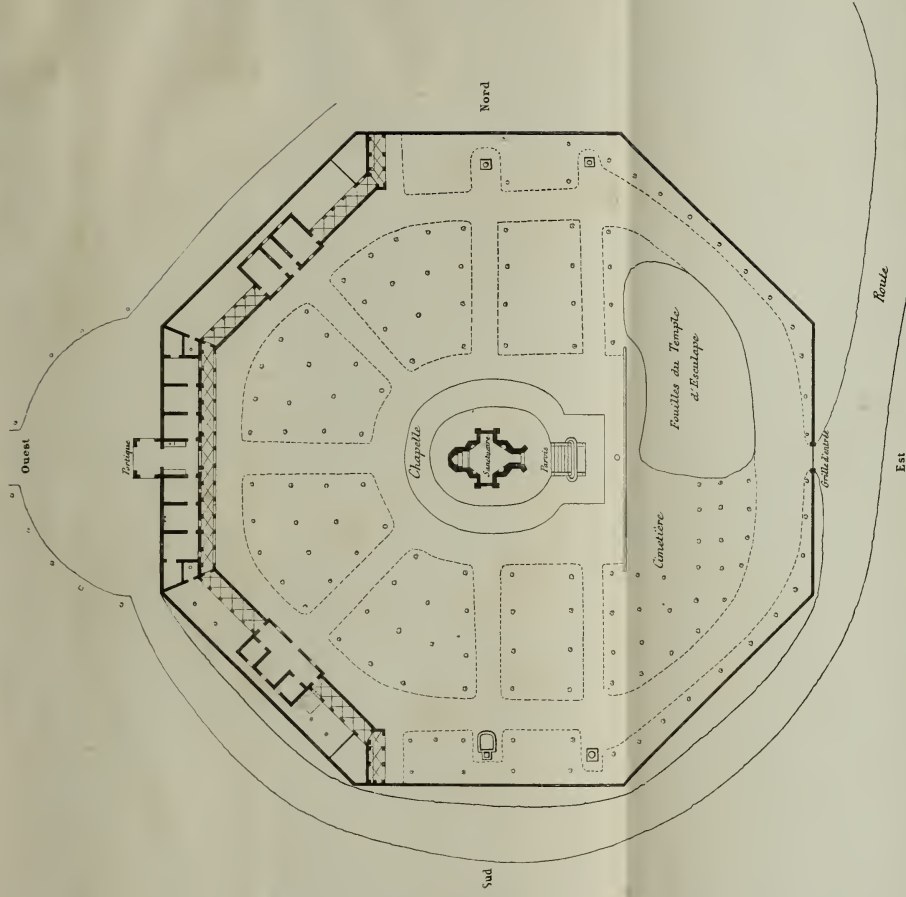 Ouest
Nord
Portique
Chapelle
Sanctuaire
Parvis
Fouilles du Temple
d'Esculape
Cimetière
Route
Grille d'entrée
Sud
Est